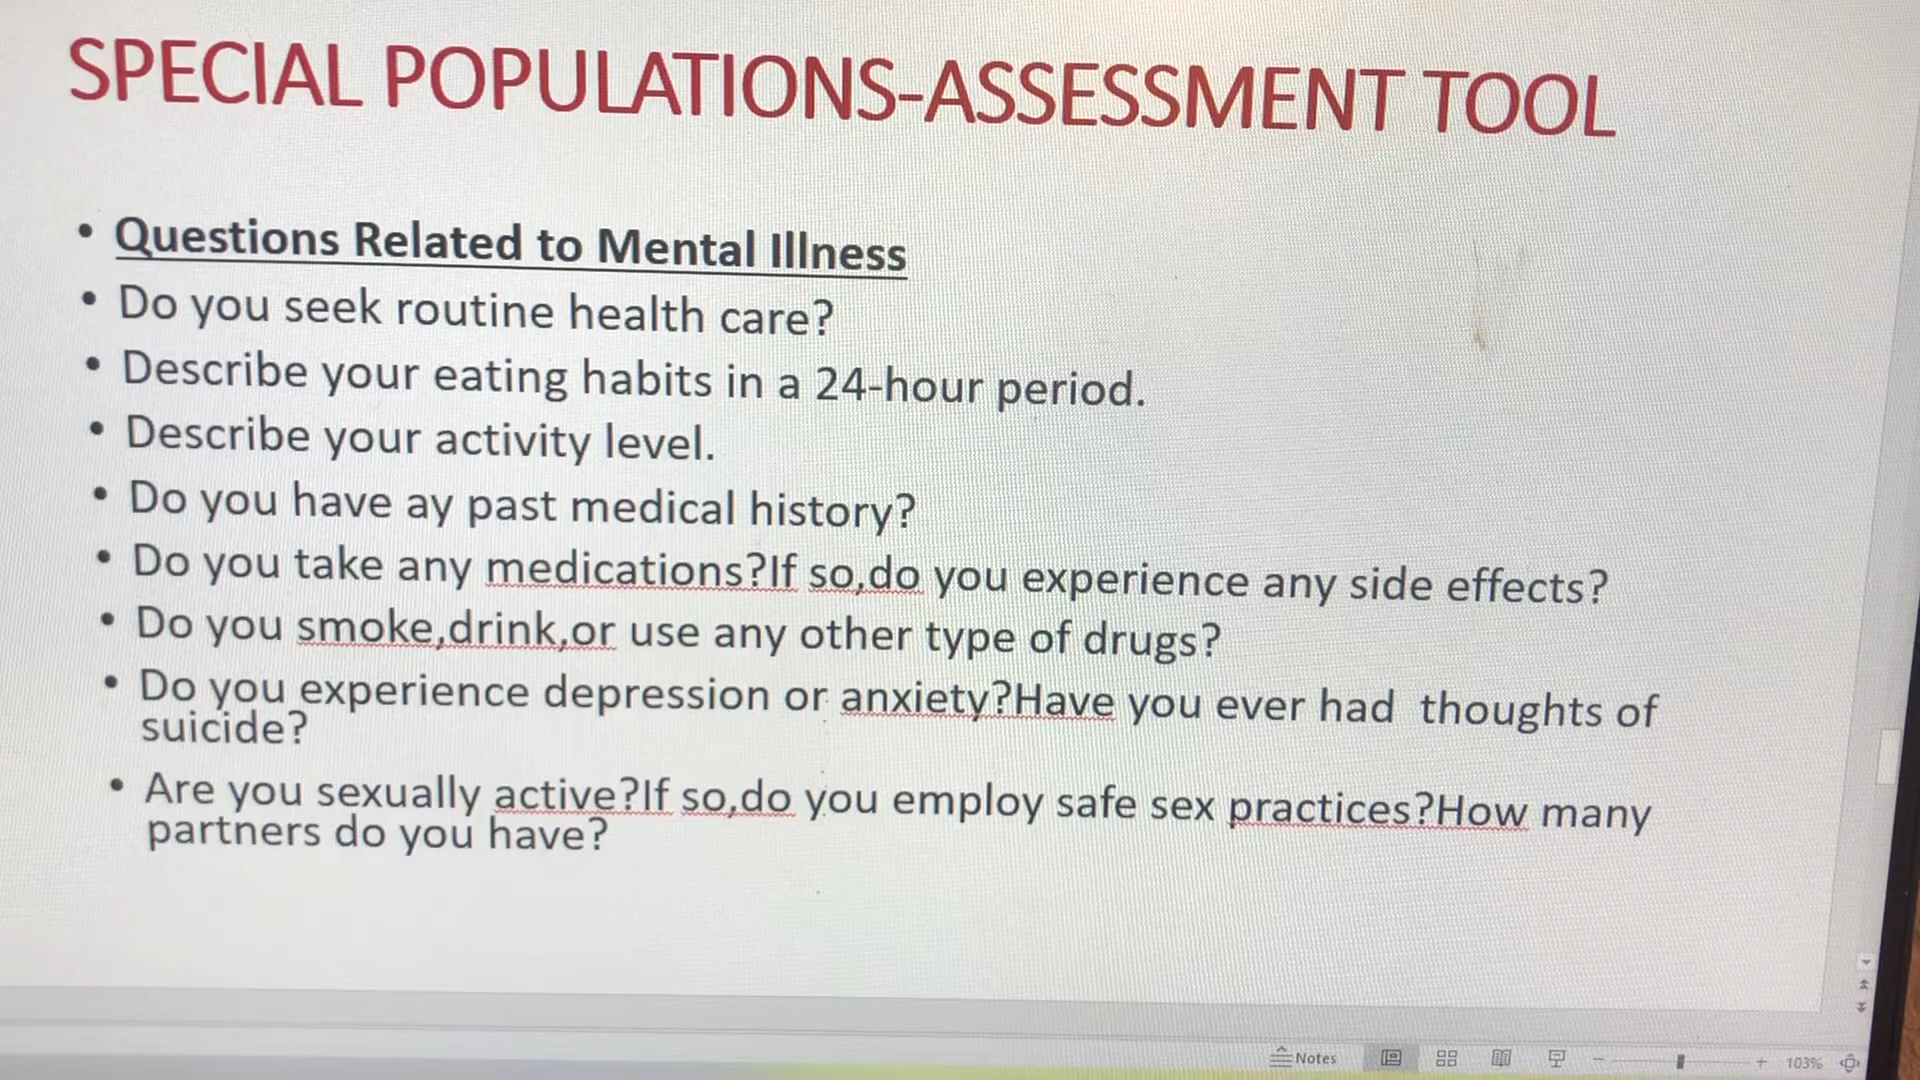 SPECIAL POPULATIONS-ASSESSMENT TOOL
• Questions Related to Mental Illness
• Do you seek routine health care?
• Describe your eating habits in a 24-hour period.
• Describe your activity level.
• Do you have ay past medical history?
• Do you take any medications?If so,do you experience any side effects?
• Do you smoke,drink,or use any other type of drugs?
• Do you experience depression or anxiety?Have you ever had  thoughts of
suicide?
• Are you sexually active?If so,do you employ safe sex practices?How many
partners do you have?
Notes
103%